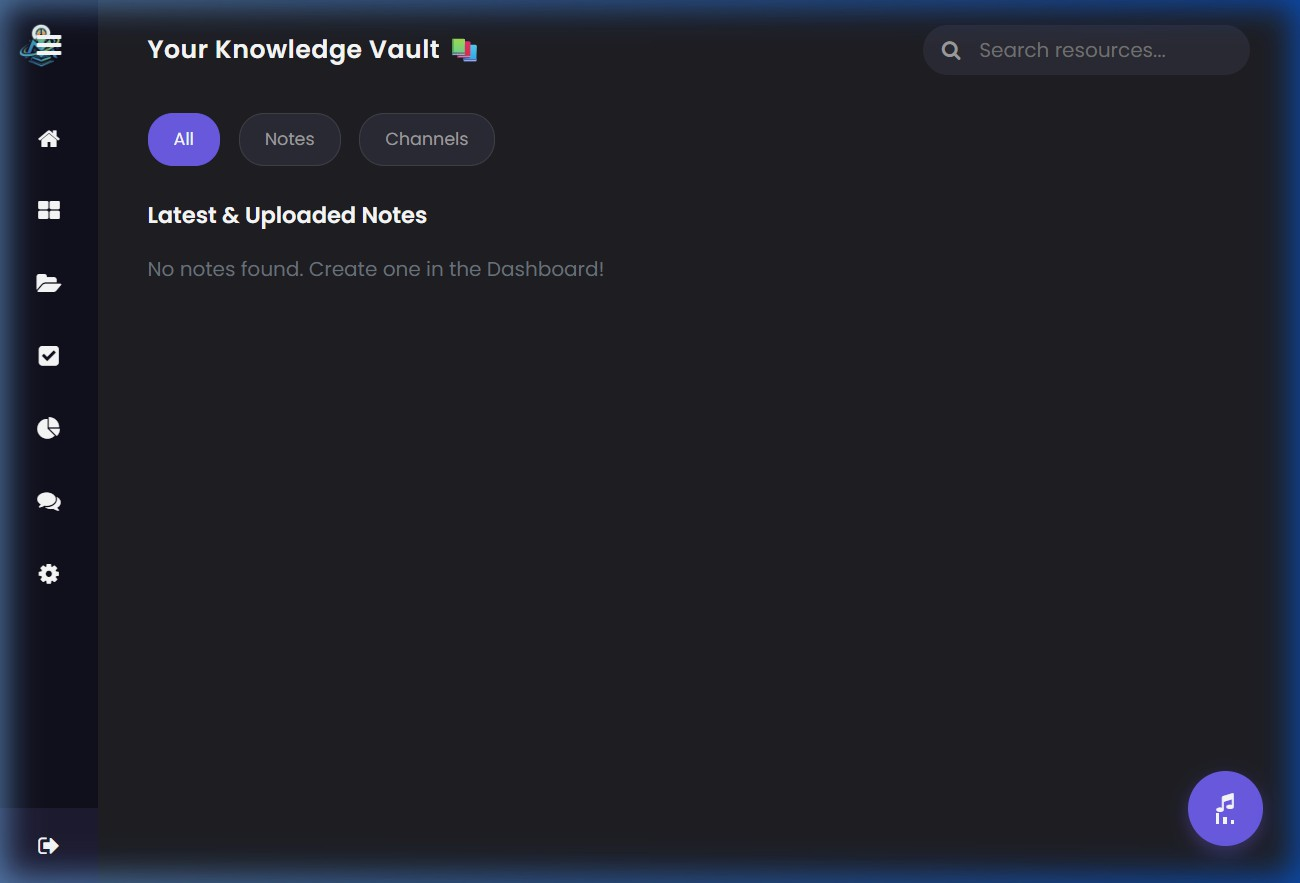 Your Knowledge Vault 📚
Search resources...
All
Notes
Channels
Latest & Uploaded Notes
No notes found. Create one in the Dashboard!